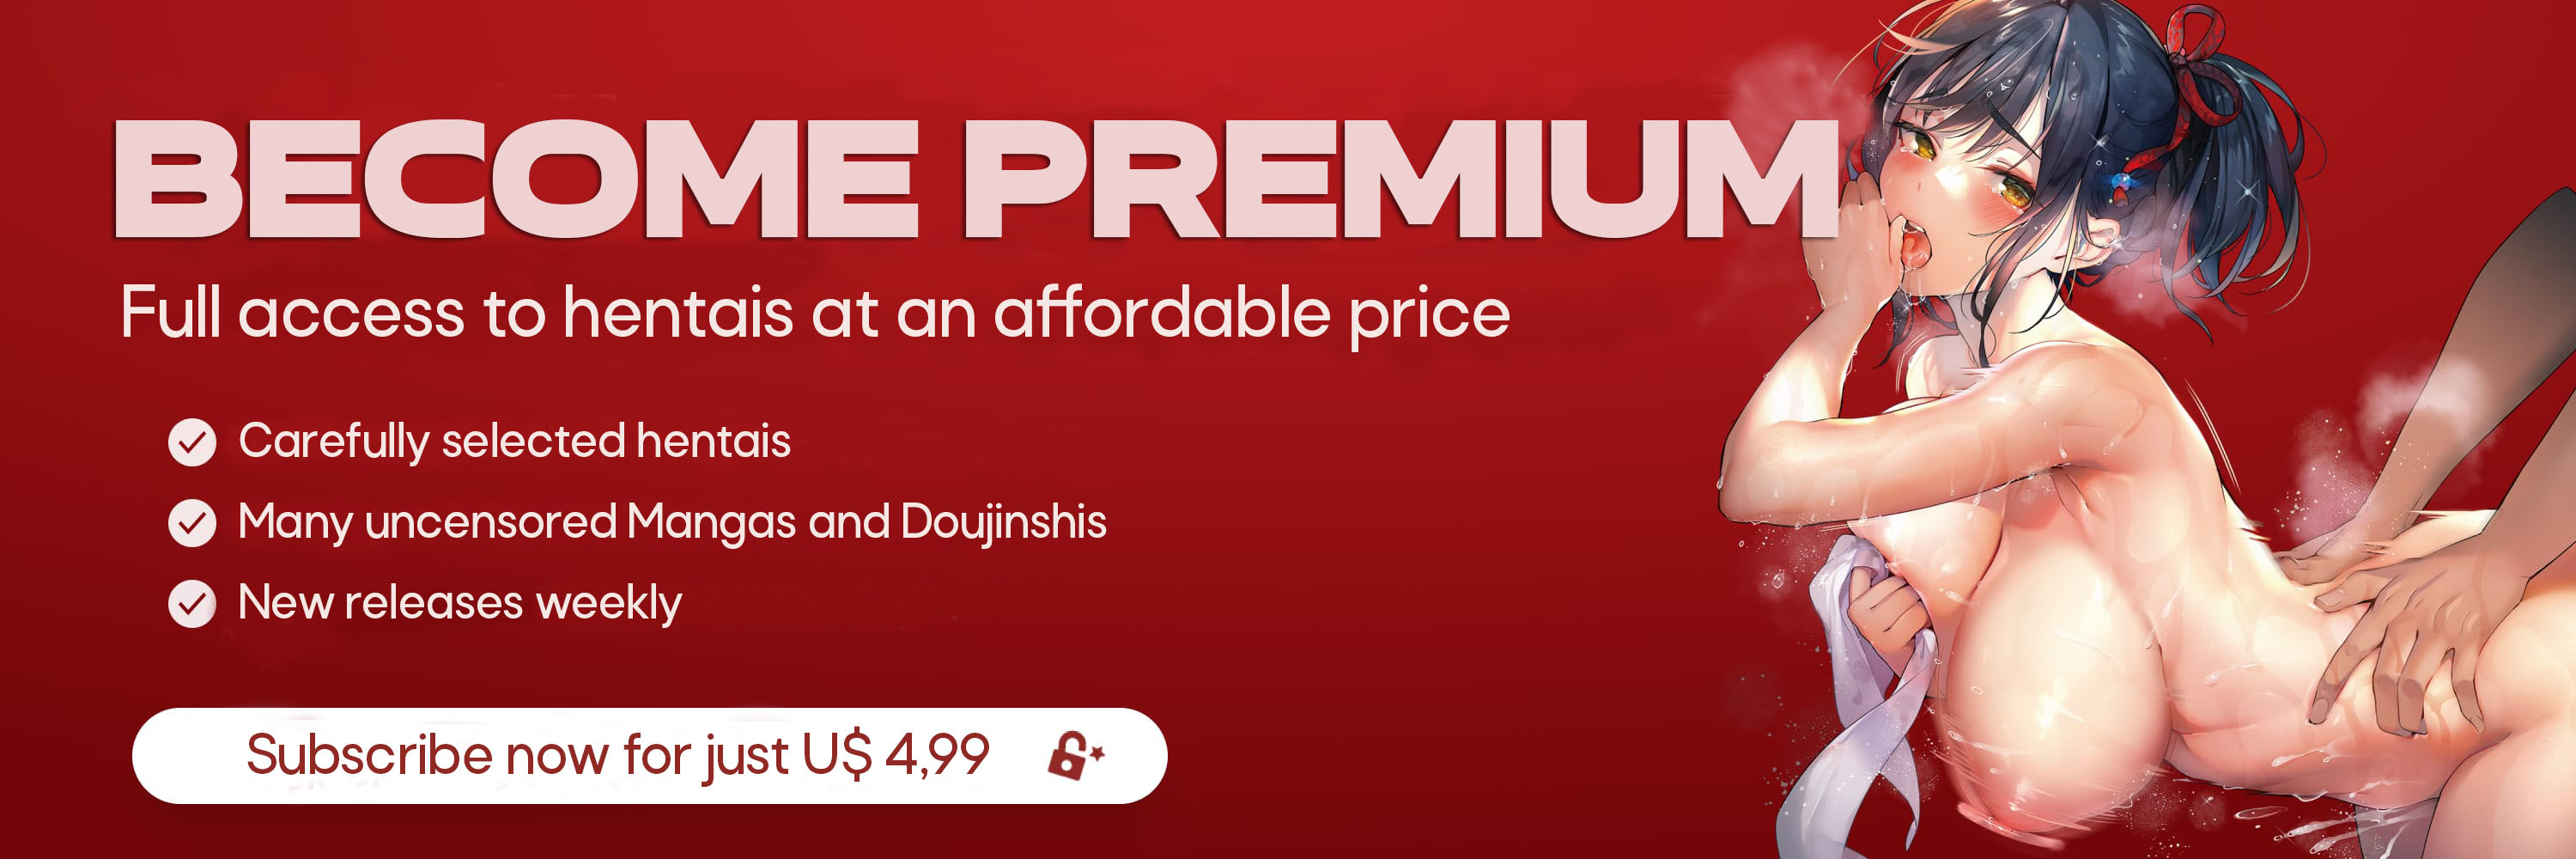 BECOME PREMIUM
Full access to hentais at an affordable price
Carefully selected hentais
Many uncensored Mangas and Doujinshis
New releases weekly
Subscribe now for just U$ 4,99